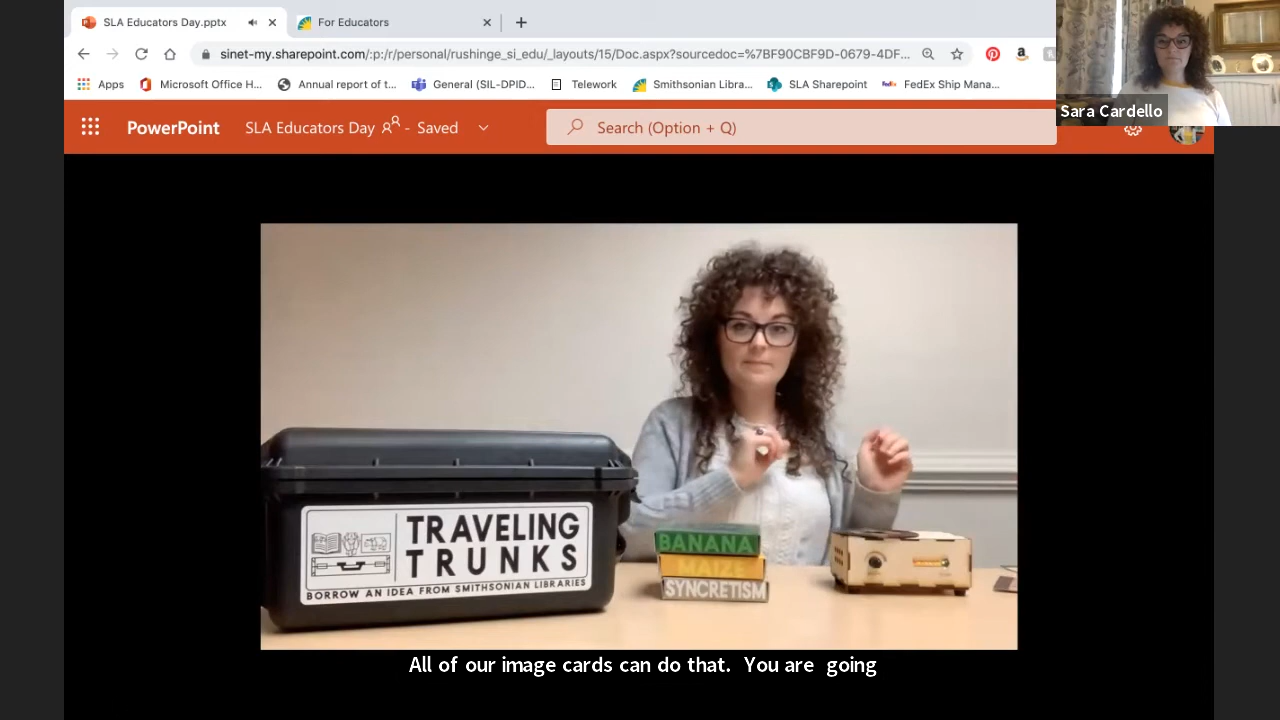 SLA Educators Day.pptx
For Educators
sinet-my.sharepoint.com/:p:/r/personal/russage_si_edu/_layouts/15/Doc.aspx?sourcedoc=%7BF90CBF9D-0679-4DF...
Apps
Microsoft Office H...
Annual report of t...
General (SIL-DPID...
Telework
Smithsonian Libra...
SLA Sharepoint
FedEx Ship Mana...
Sara Cardello
PowerPoint
SLA Educators Day - Saved
Search (Option + Q)
TRAVELING
TRUNKS
BORROW AN IDEA FROM SMITHSONIAN LIBRARIES
BANANA
MAIZE
SYNCRETISM
All of our image cards can do that. You are going